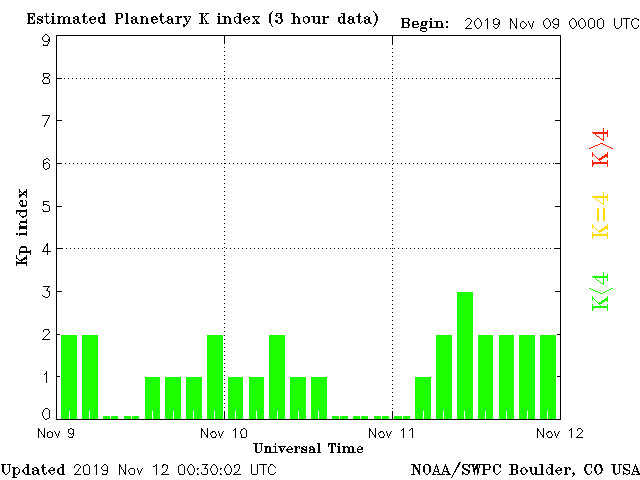 Estimated Planetary K index (3 hour data) Begin: 2019 Nov 09 0000 UTC
9
8
7
6
5
4
3
2
1
0
Kp index
K>4
K=4
K<4
Nov 9 Nov 10 Nov 11 Nov 12
Universal Time
Updated 2019 Nov 12 00:30:02 UTC NOAA/SWPC Boulder, CO USA